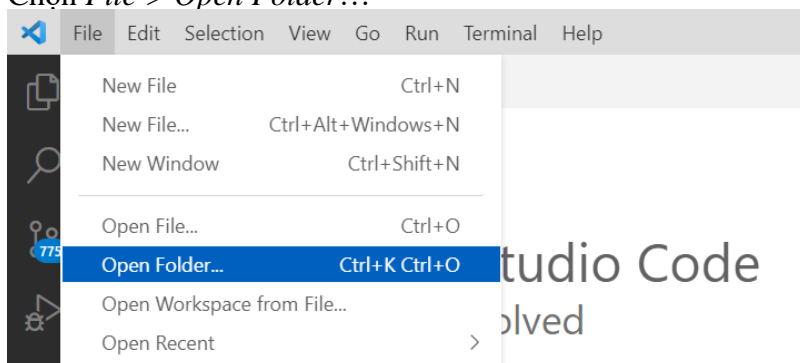 Chọn File > Open Folder…
File Edit Selection View Go Run Terminal Help
New File Ctrl+N
New File... Ctrl+Alt+Windows+N
New Window Ctrl+Shift+N
Open File... Ctrl+O
775
Open Folder... Ctrl+K Ctrl+O
tudio Code
Open Workspace from File...
olved
Open Recent >